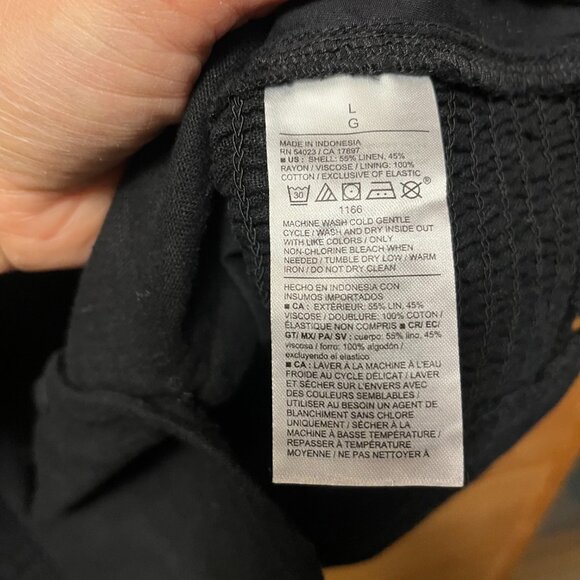 L
G
MADE IN INDONESIA
RN 54023 / CA 17897
■ US : SHELL: 55% LINEN, 45%
RAYON / VISCOSE / LINING: 100%
COTTON / EXCLUSIVE OF ELASTIC
30 ®
1166
MACHINE WASH COLD GENTLE
CYCLE / WASH AND DRY INSIDE OUT
WITH LIKE COLORS / ONLY
NON-CHLORINE BLEACH WHEN
NEEDED / TUMBLE DRY LOW / WARM
IRON / DO NOT DRY CLEAN
HECHO EN INDONESIA CON
INSUMOS IMPORTADOS
■ CA : EXTÉRIEUR: 55% LIN, 45%
VISCOSE / DOUBLURE: 100% COTON /
ÉLASTIQUE NON COMPRIS ■ CR/ EC/
GT/ MX/ PA/ SV : cuerpo: 55% lino, 45%
viscosa / forro: 100% algodón /
excluyendo el elastico
■ CA : LAVER À LA MACHINE À L'EAU
FROIDE AU CYCLE DÉLICAT / LAVER
ET SÉCHER SUR L'ENVERS AVEC
DES COULEURS SEMBLABLES /
UTILISER AU BESOIN UN AGENT DE
BLANCHIMENT SANS CHLORE
UNIQUEMENT / SÉCHER À LA
MACHINE À BASSE TEMPÉRATURE /
REPASSER À TEMPÉRATURE
MOYENNE / NE PAS NETTOYER À